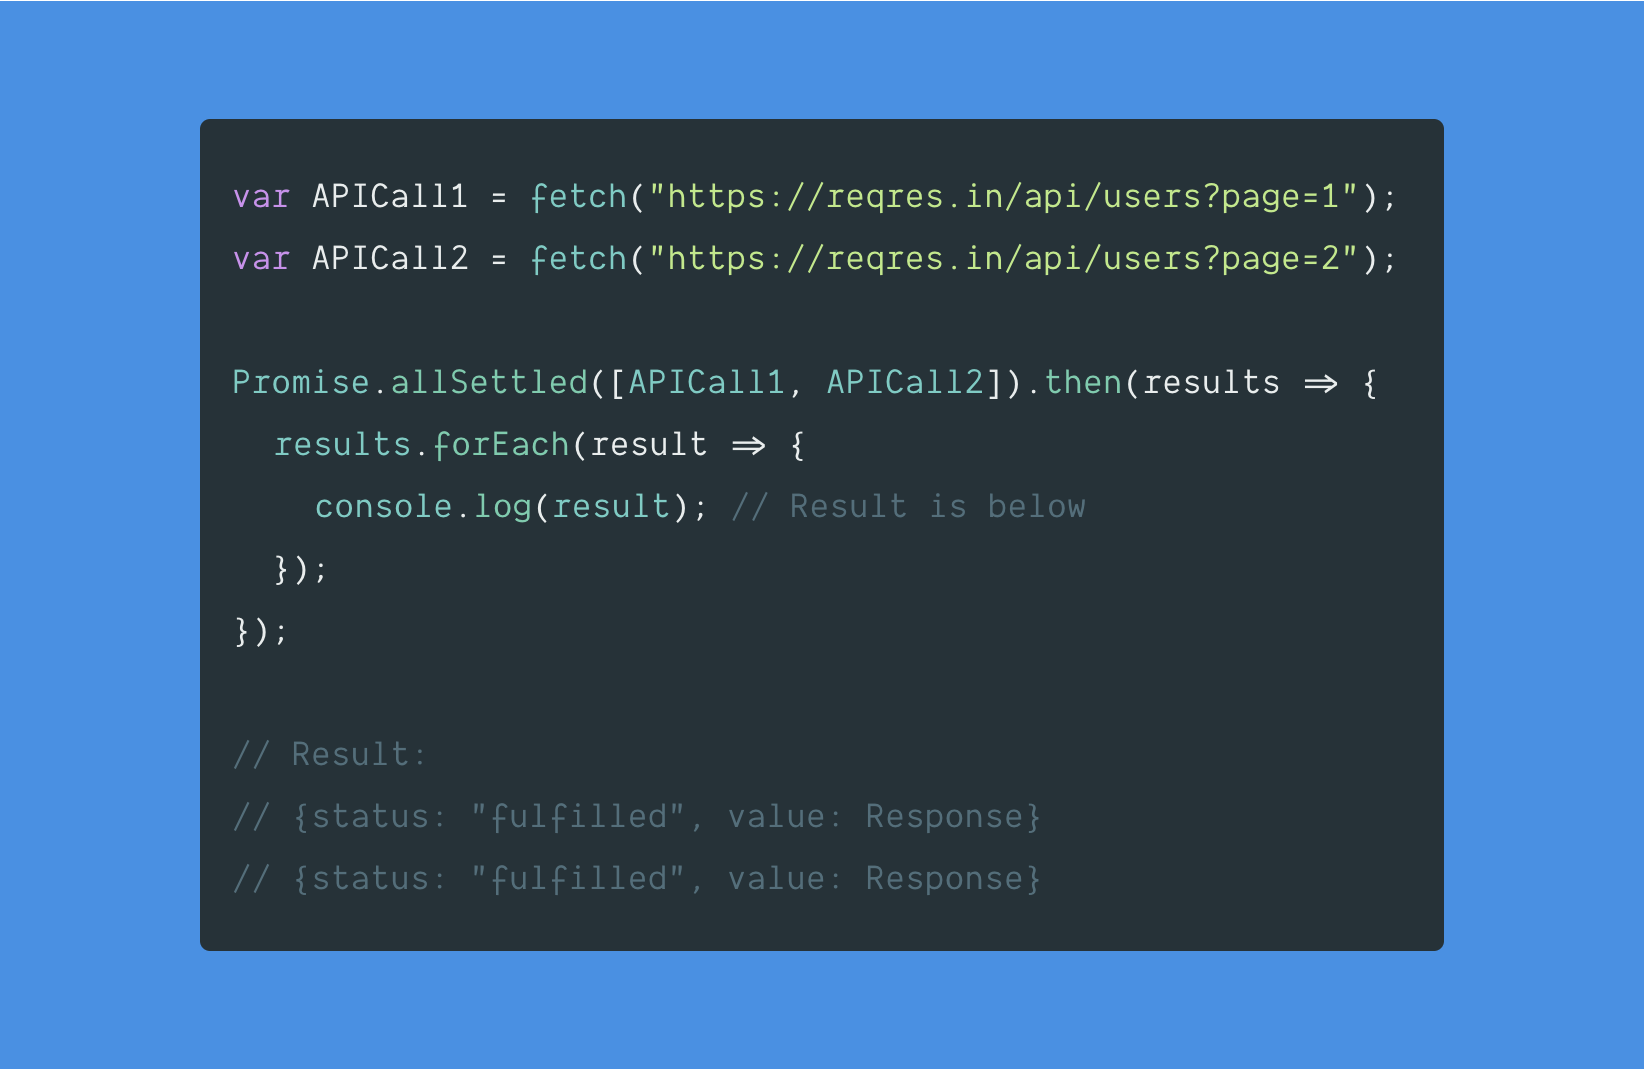 var APICall1 = fetch("https://reqres.in/api/users?page=1");
var APICall2 = fetch("https://reqres.in/api/users?page=2");
Promise.allSettled([APICall1, APICall2]).then(results => {
results.forEach(result => {
console.log(result); // Result is below
});
});
// Result:
// {status: "fulfilled", value: Response}
// {status: "fulfilled", value: Response}